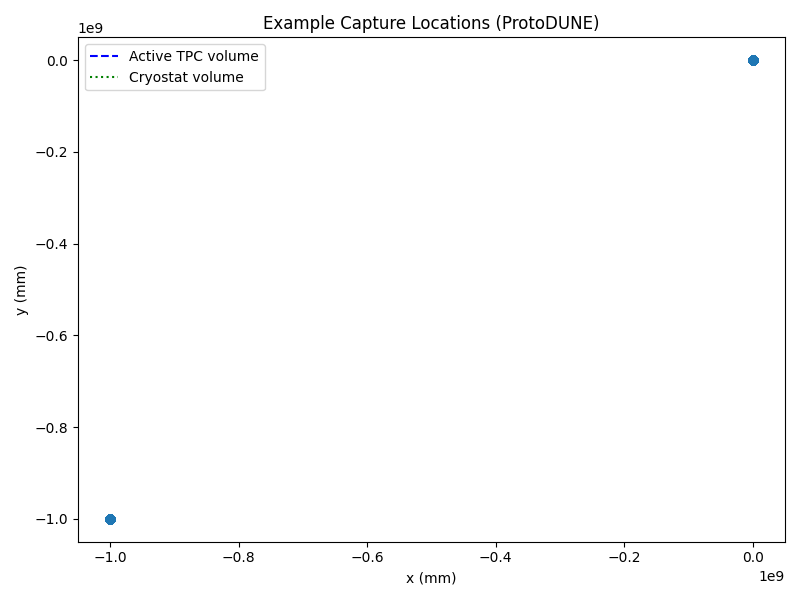 Example Capture Locations (ProtoDUNE)
1e9
Active TPC volume
Cryostat volume
0.0
−0.2
−0.4
−0.6
−0.8
−1.0
y (mm)
−1.0 −0.8 −0.6 −0.4 −0.2 0.0
x (mm)
1e9